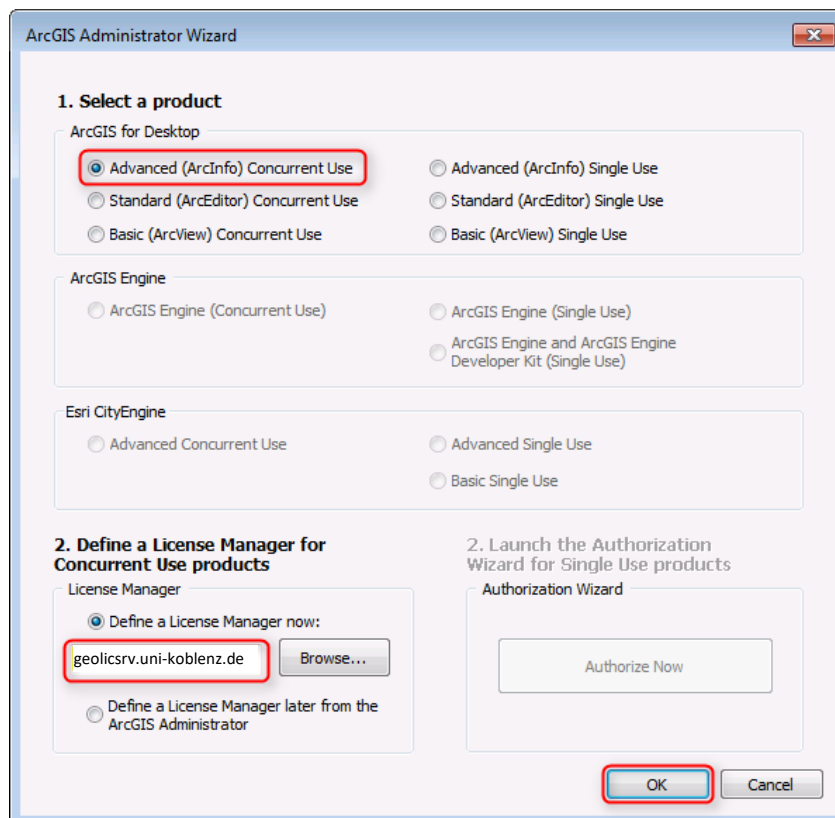 ArcGIS Administrator Wizard
1. Select a product
ArcGIS for Desktop
Advanced (ArcInfo) Concurrent Use
Advanced (ArcInfo) Single Use
Standard (ArcEditor) Concurrent Use
Standard (ArcEditor) Single Use
Basic (ArcView) Concurrent Use
Basic (ArcView) Single Use
ArcGIS Engine
ArcGIS Engine (Concurrent Use)
ArcGIS Engine (Single Use)
ArcGIS Engine and ArcGIS Engine
Developer Kit (Single Use)
Esri CityEngine
Advanced Concurrent Use
Advanced Single Use
Basic Single Use
2. Define a License Manager for
Concurrent Use products
License Manager
Define a License Manager now:
geolicsrv.uni-koblenz.de
Browse...
Define a License Manager later from the
ArcGIS Administrator
2. Launch the Authorization
Wizard for Single Use products
Authorization Wizard
Authorize Now
OK
Cancel